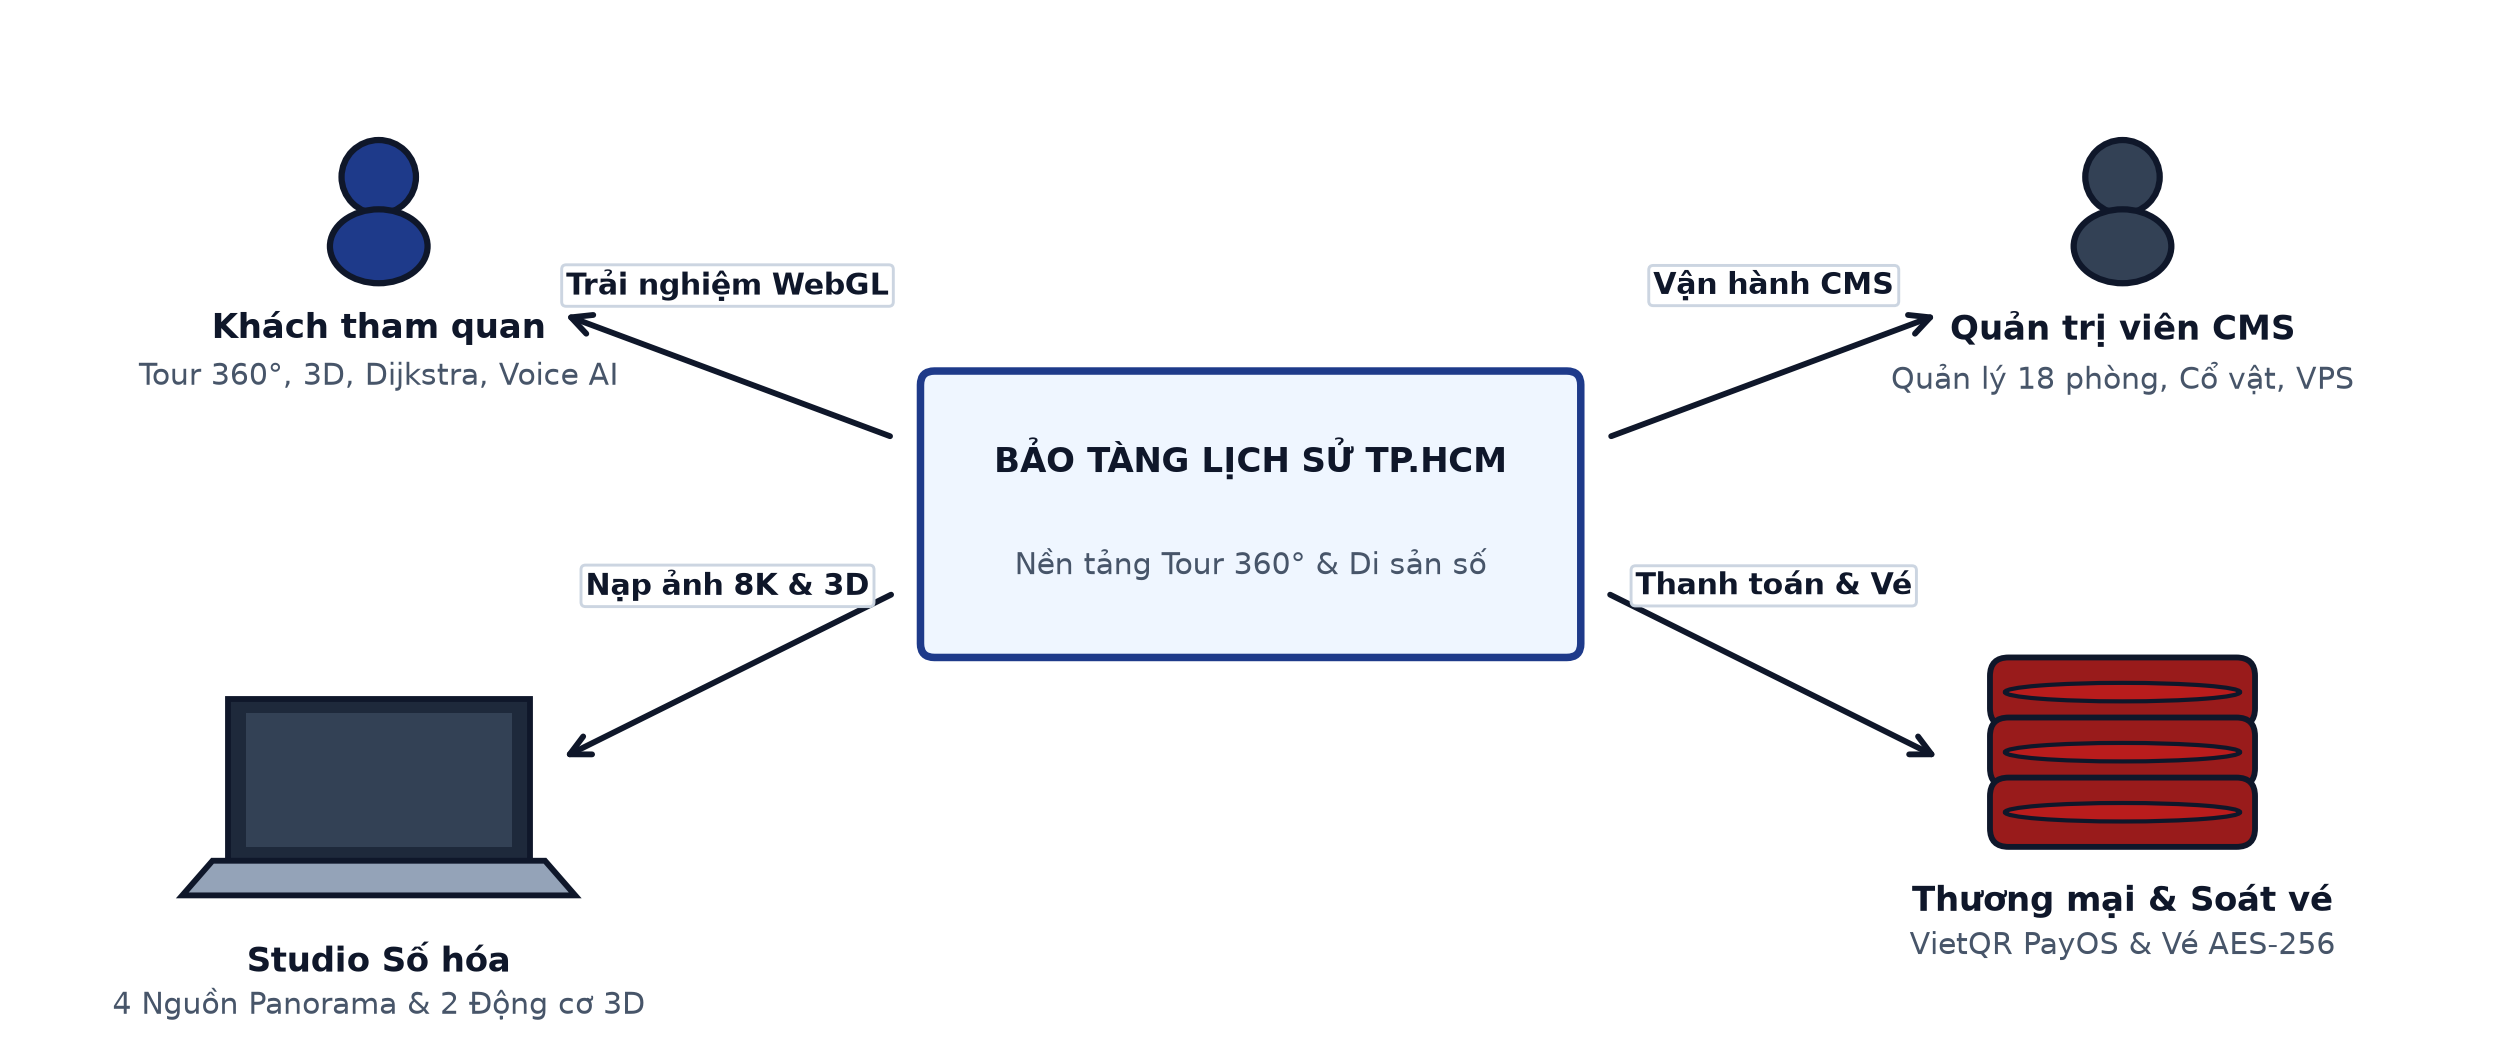 Trải nghiệm WebGL
Vận hành CMS
Khách tham quan
Tour 360°, 3D, Dijkstra, Voice AI
Quản trị viên CMS
Quản lý 18 phòng, Cổ vật, VPS
BẢO TÀNG LỊCH SỬ TP.HCM
Nền tảng Tour 360° & Di sản số
Nạp ảnh 8K & 3D
Thanh toán & Vé
Studio Số hóa
4 Nguồn Panorama & 2 Động cơ 3D
Thương mại & Soát vé
VietQR PayOS & Vé AES-256